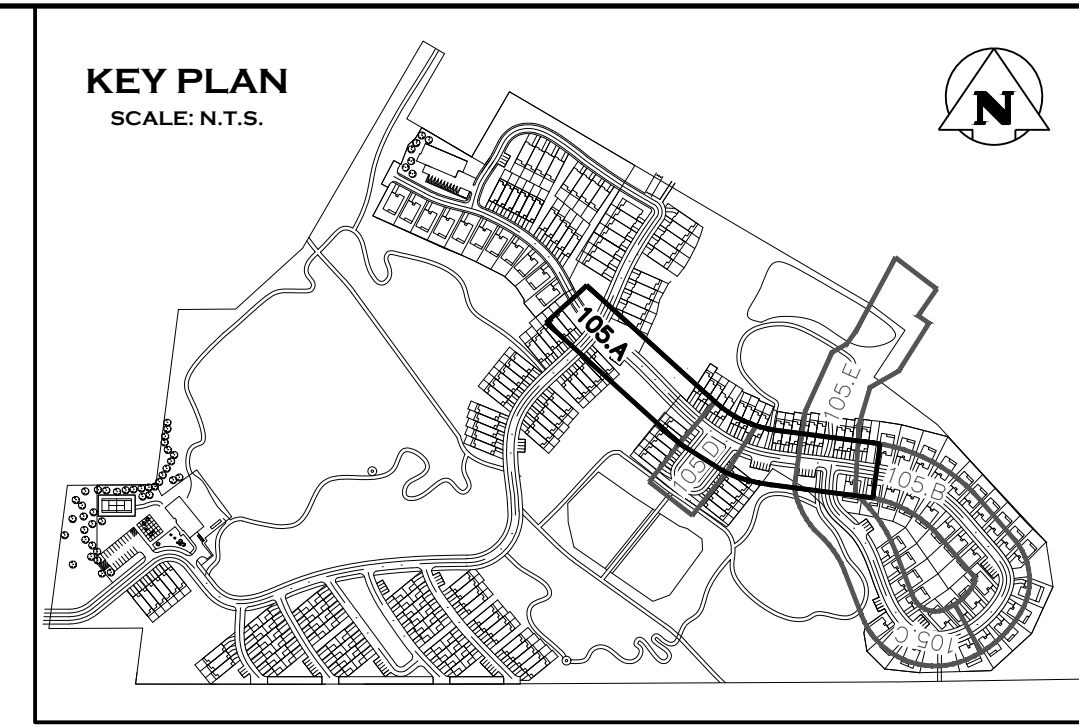 KEY PLAN
SCALE: N.T.S.
N
105.A
105.E
105.D
105.B
105.C